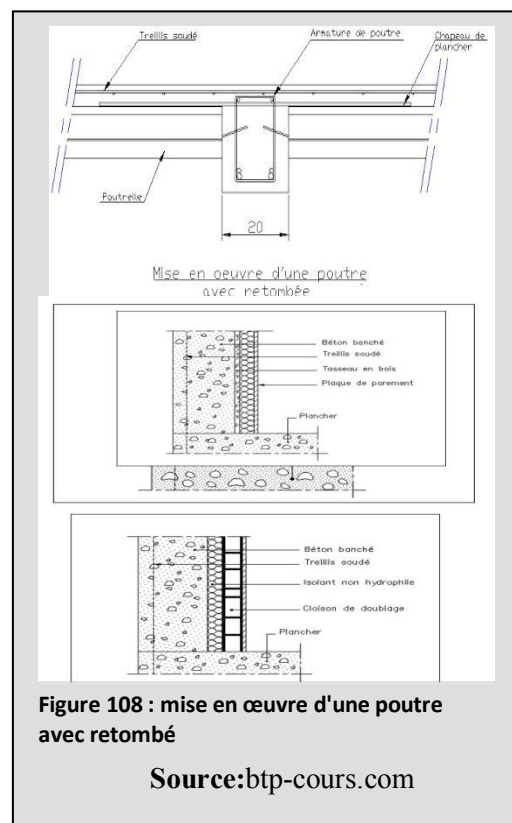 Treillis soudé
Armature de poutre
Chapeau de
plancher
Poutrelle
20
Mise en oeuvre d'une poutre
avec retombée
Béton banché
Treillis soudé
Tasseau en bois
Plaque de parement
Plancher
Béton banché
Treillis soudé
Isolant non hydrophile
Cloison de doublage
Plancher
Figure 108 : mise en œuvre d'une poutre
avec retombé
Source:btp-cours.com